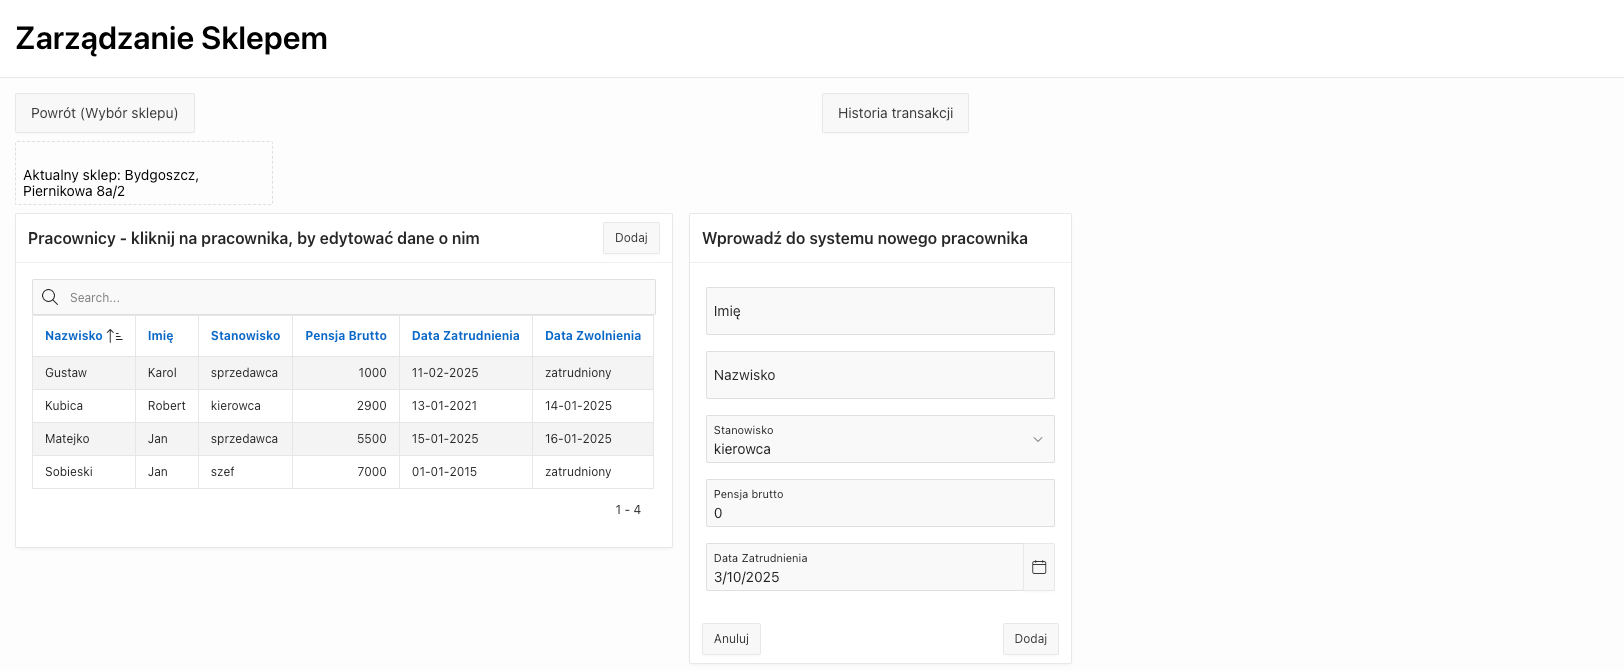 Zarządzanie Sklepem
Powrót (Wybór sklepu)
Historia transakcji
Aktualny sklep: Bydgoszcz,
Piernikowa 8a/2
Pracownicy - kliknij na pracownika, by edytować dane o nim
Dodaj
Search...
Nazwisko Imię Stanowisko Pensja Brutto Data Zatrudnienia Data Zwolnienia
Gustaw Karol sprzedawca 1000 11-02-2025 zatrudniony
Kubica Robert kierowca 2900 13-01-2021 14-01-2025
Matejko Jan sprzedawca 5500 15-01-2025 16-01-2025
Sobieski Jan szef 7000 01-01-2015 zatrudniony
1 - 4
Wprowadź do systemu nowego pracownika
Imię
Nazwisko
Stanowisko
kierowca
Pensja brutto
0
Data Zatrudnienia
3/10/2025
Anuluj
Dodaj